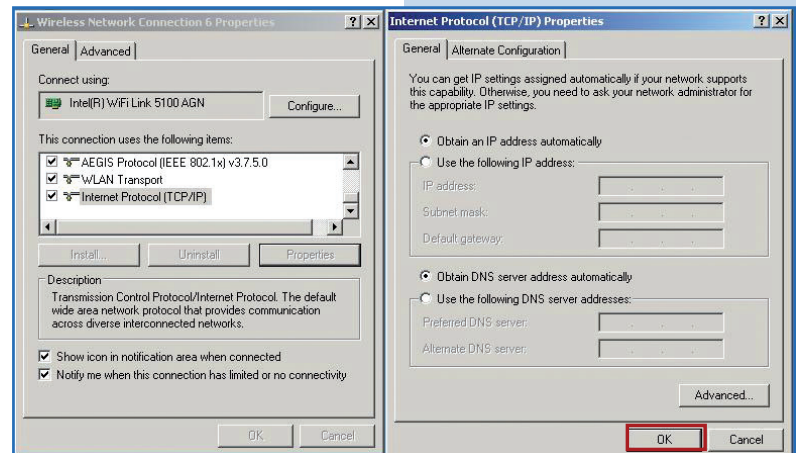 Wireless Network Connection 6 Properties
General
Advanced
Connect using:
Intel(R) WiFi Link 5100 AGN
Configure...
This connection uses the following items:
AEGIS Protocol (IEEE 802.1x) v3.7.5.0
WLAN Transport
Internet Protocol (TCP/IP)
Install...
Uninstall
Properties
Description
Transmission Control Protocol/Internet Protocol. The default
wide area network protocol that provides communication
across diverse interconnected networks.
Show icon in notification area when connected
Notify me when this connection has limited or no connectivity
OK
Cancel
Internet Protocol (TCP/IP) Properties
General
Alternate Configuration
You can get IP settings assigned automatically if your network supports
this capability. Otherwise, you need to ask your network administrator for
the appropriate IP settings.
Obtain an IP address automatically
Use the following IP address:
IP address:
Subnet mask:
Default gateway:
Obtain DNS server address automatically
Use the following DNS server addresses:
Preferred DNS server:
Alternate DNS server:
Advanced...
OK
Cancel